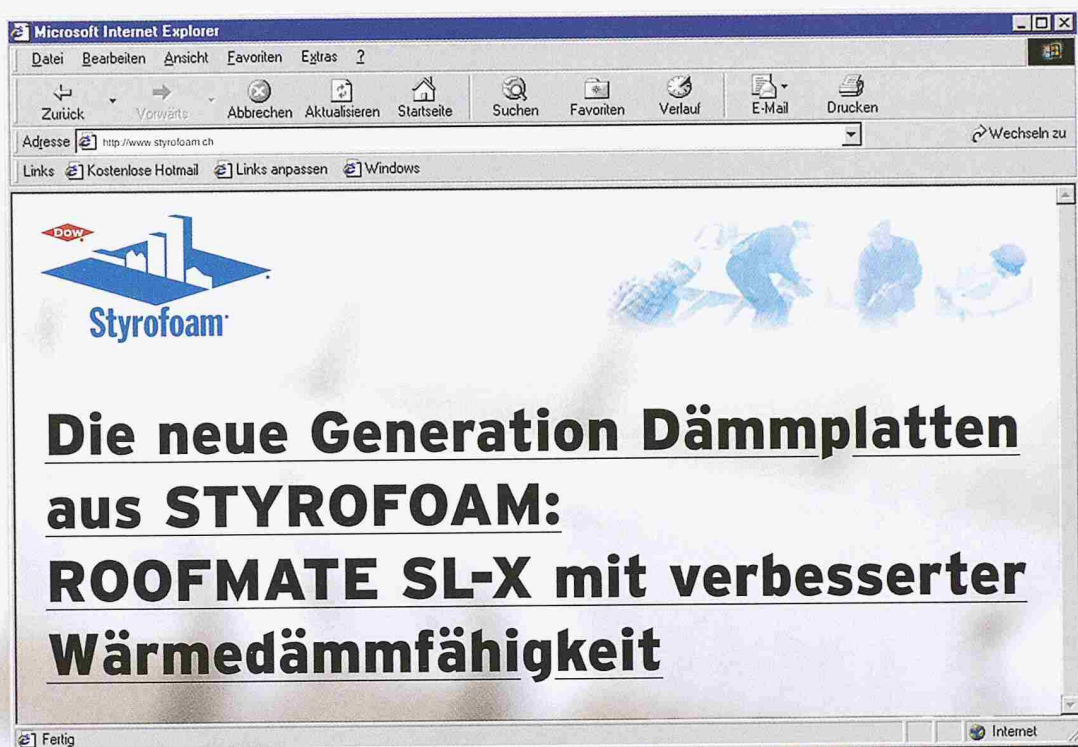 Microsoft Internet Explorer
Datei Bearbeiten Ansicht Favoriten Extras ?
Zurück Vorwärts Abbrechen Aktualisieren Startseite Suchen Favoriten Verlauf E-Mail Drucken
Adresse http://www.styrofoam.ch Wechseln zu
Links Kostenlose Hotmail Links anpassen Windows
DOW
Styrofoam
Die neue Generation Dämmplatten
aus STYROFOAM:
ROOFMATE SL-X mit verbesserter
Wärmedämmfähigkeit
Fertig Internet